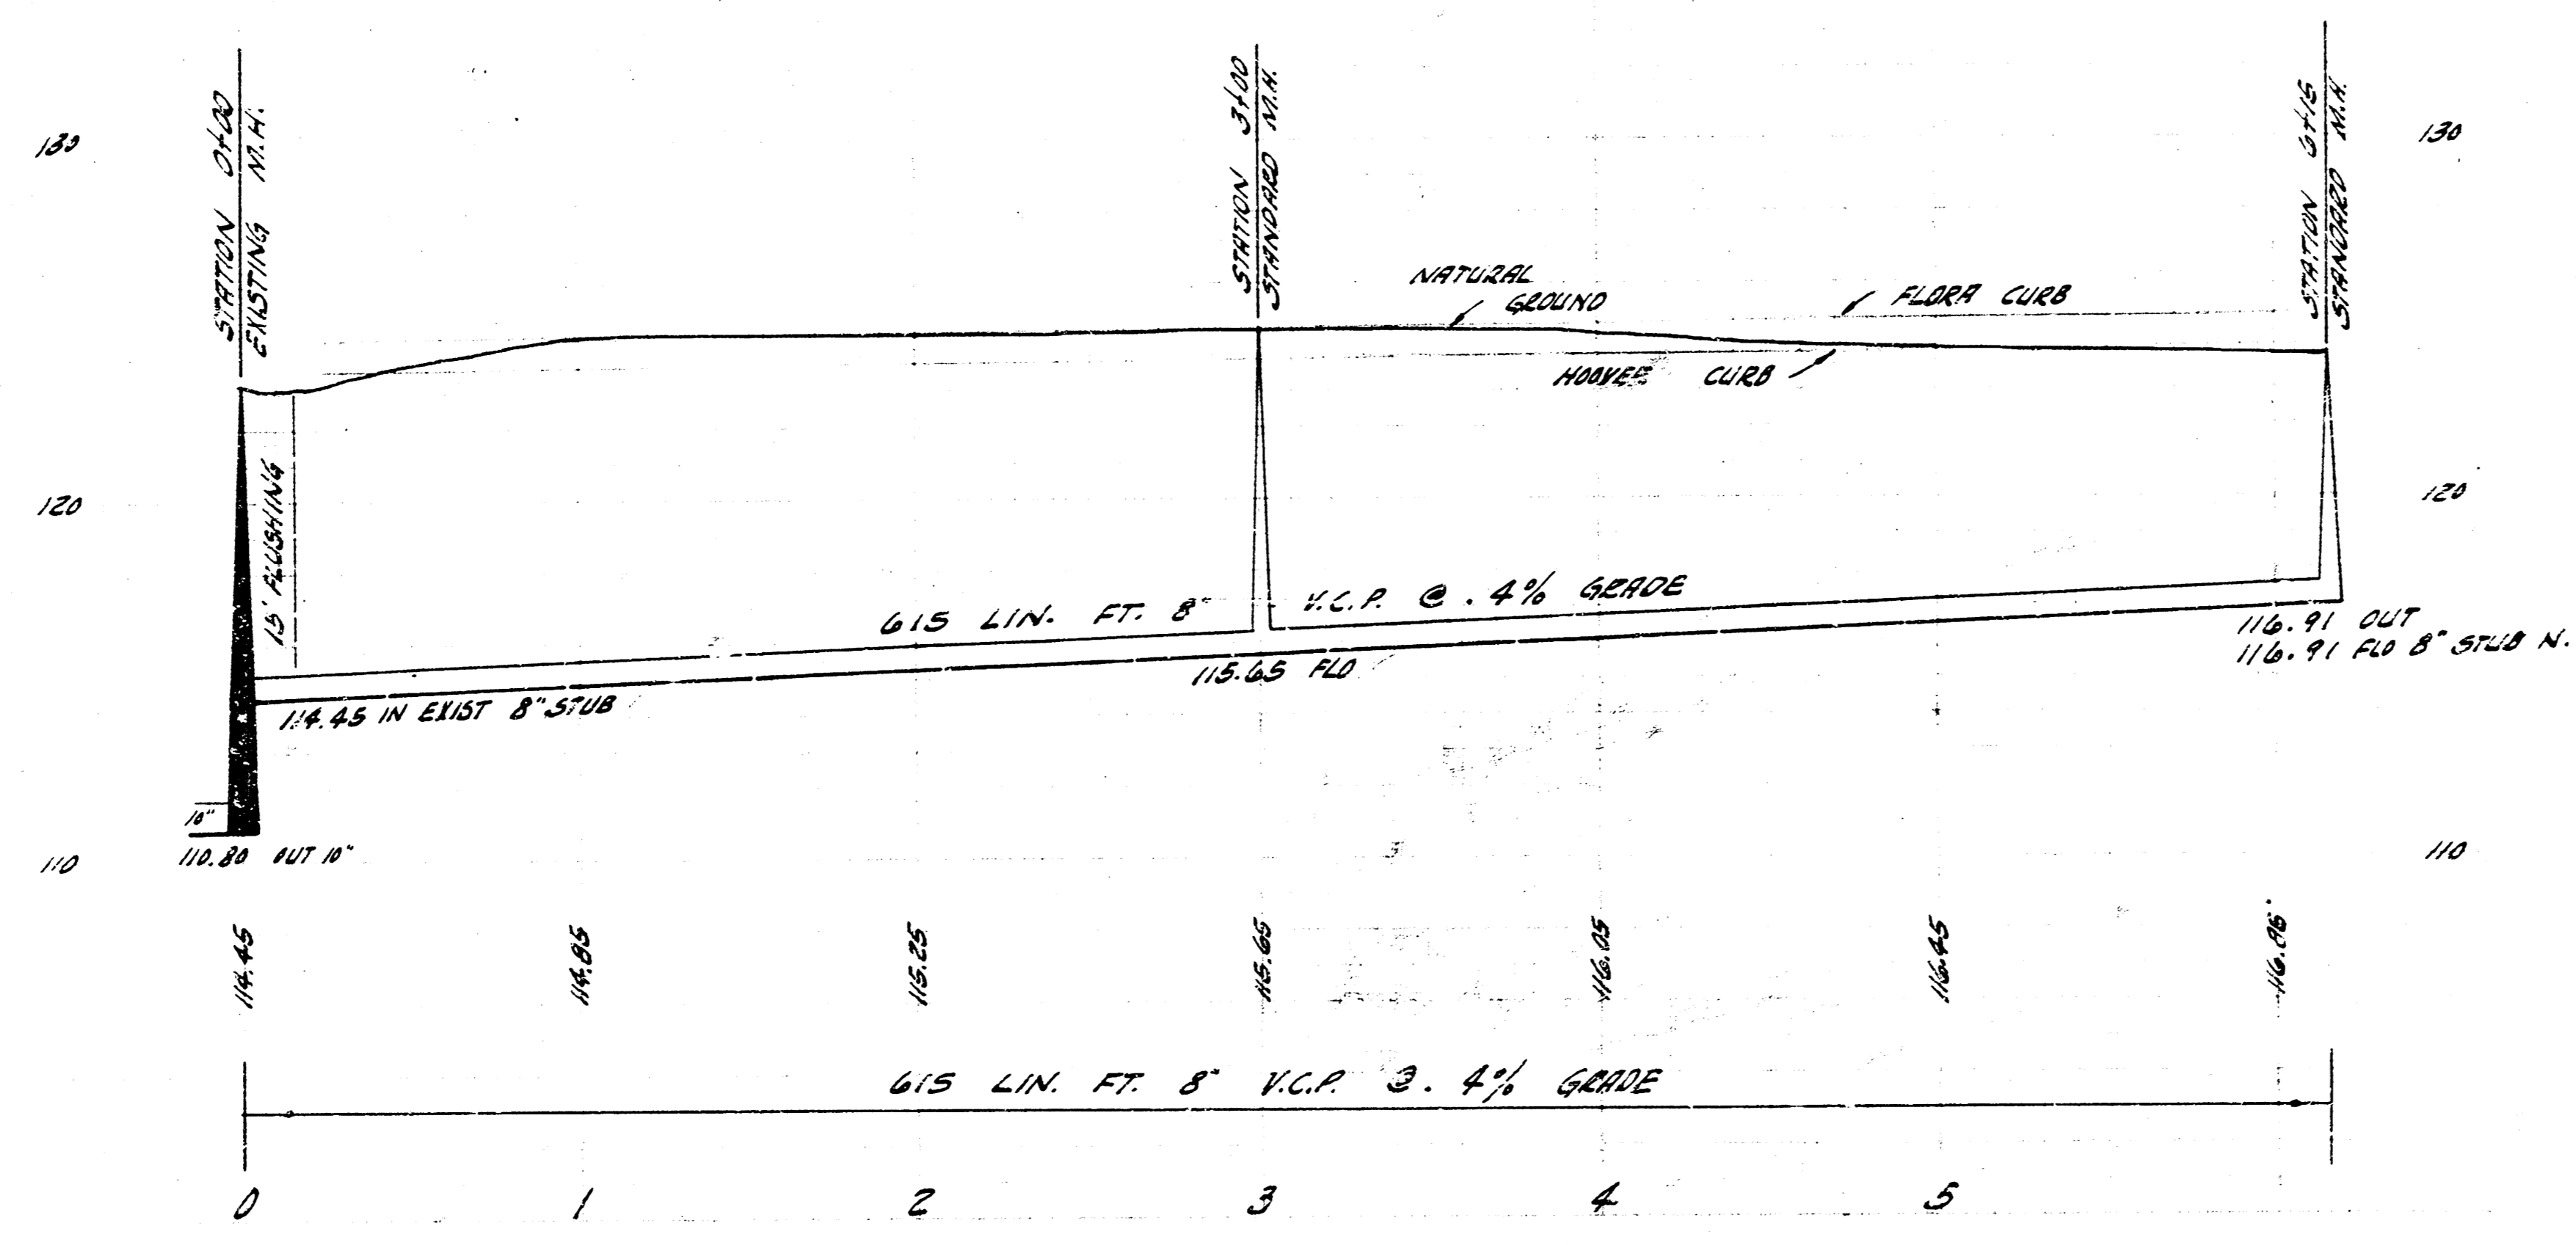 STATION 0+00
EXISTING M.H.
STATION 3+00
STANDARD M.H.
STATION 6+15
STANDARD M.H.
130
130
NATURAL
GROUND
FLORA CURB
HOOVER CURB
120
120
15' FLUSHING
615 LIN. FT. 8" V.C.P. @ .4% GRADE
116.91 OUT
116.91 FLO 8" STUB N.
115.65 FLO
114.45 IN EXIST 8" STUB
10"
110.80 OUT 10"
110
110
114.45
114.85
115.25
115.65
116.05
116.45
116.85
615 LIN. FT. 8" V.C.P. @ .4% GRADE
0 1 2 3 4 5